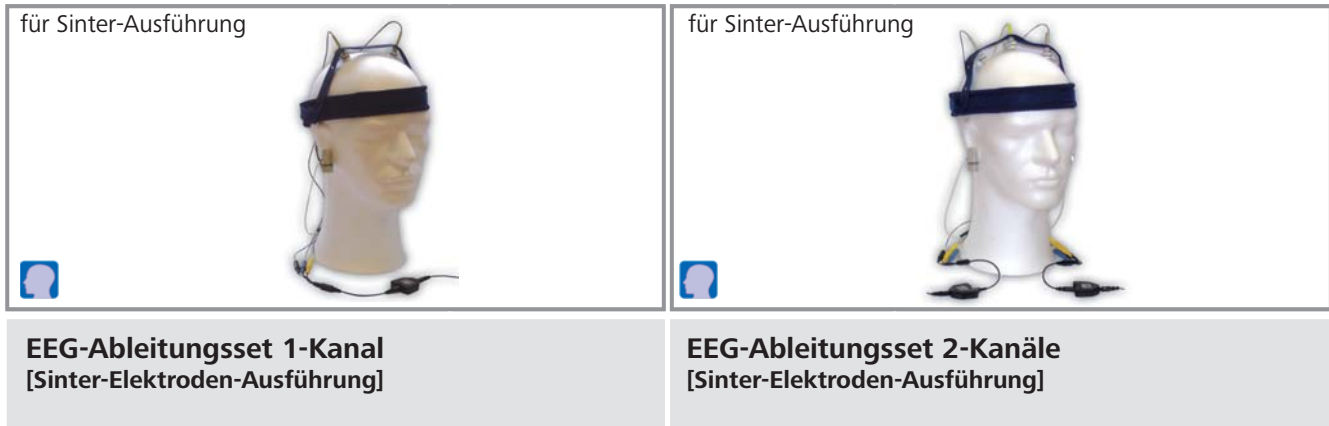 für Sinter-Ausführung
EEG-Ableitungsset 1-Kanal
[Sinter-Elektroden-Ausführung]
für Sinter-Ausführung
EEG-Ableitungsset 2-Kanäle
[Sinter-Elektroden-Ausführung]